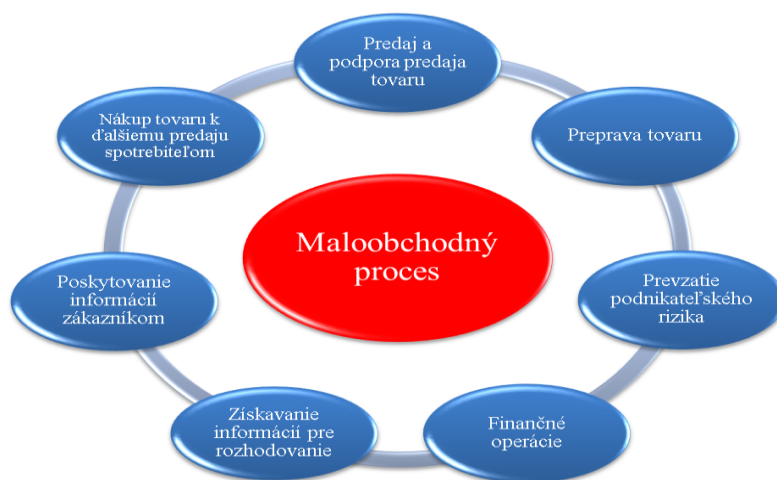 Predaj a
podpora predaja
tovaru
Preprava tovaru
Prevzatie
podnikateľského
rizika
Finančné
operácie
Získavanie
informácií pre
rozhodovanie
Poskytovanie
informácií
zákazníkom
Nákup tovaru k
ďalšiemu predaju
spotrebiteľom
Maloobchodný
proces